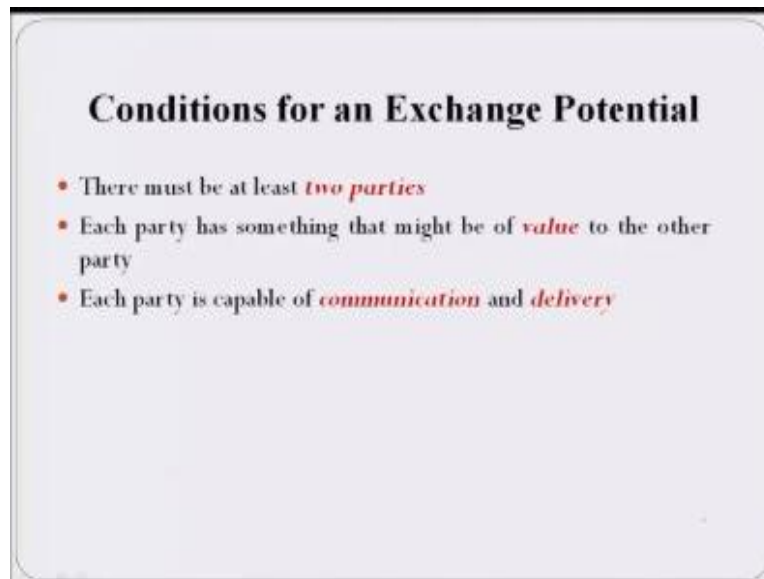 Conditions for an Exchange Potential
• There must be at least two parties
• Each party has something that might be of value to the other
party
• Each party is capable of communication and delivery